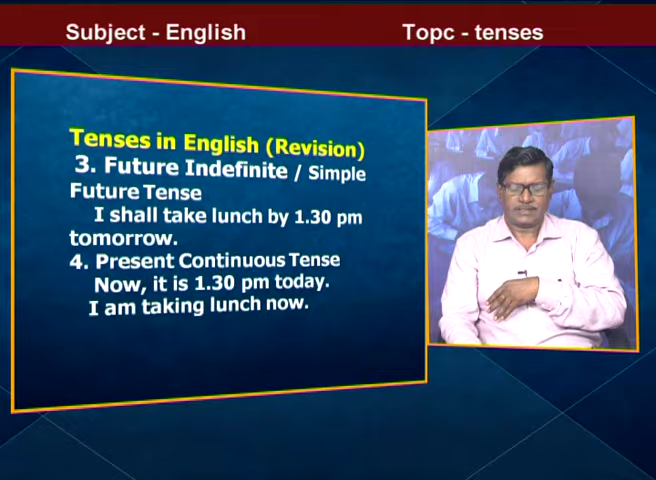 Subject - English
Topc - tenses
Tenses in English (Revision)
3. Future Indefinite / Simple
Future Tense
I shall take lunch by 1.30 pm
tomorrow.
4. Present Continuous Tense
Now, it is 1.30 pm today.
I am taking lunch now.